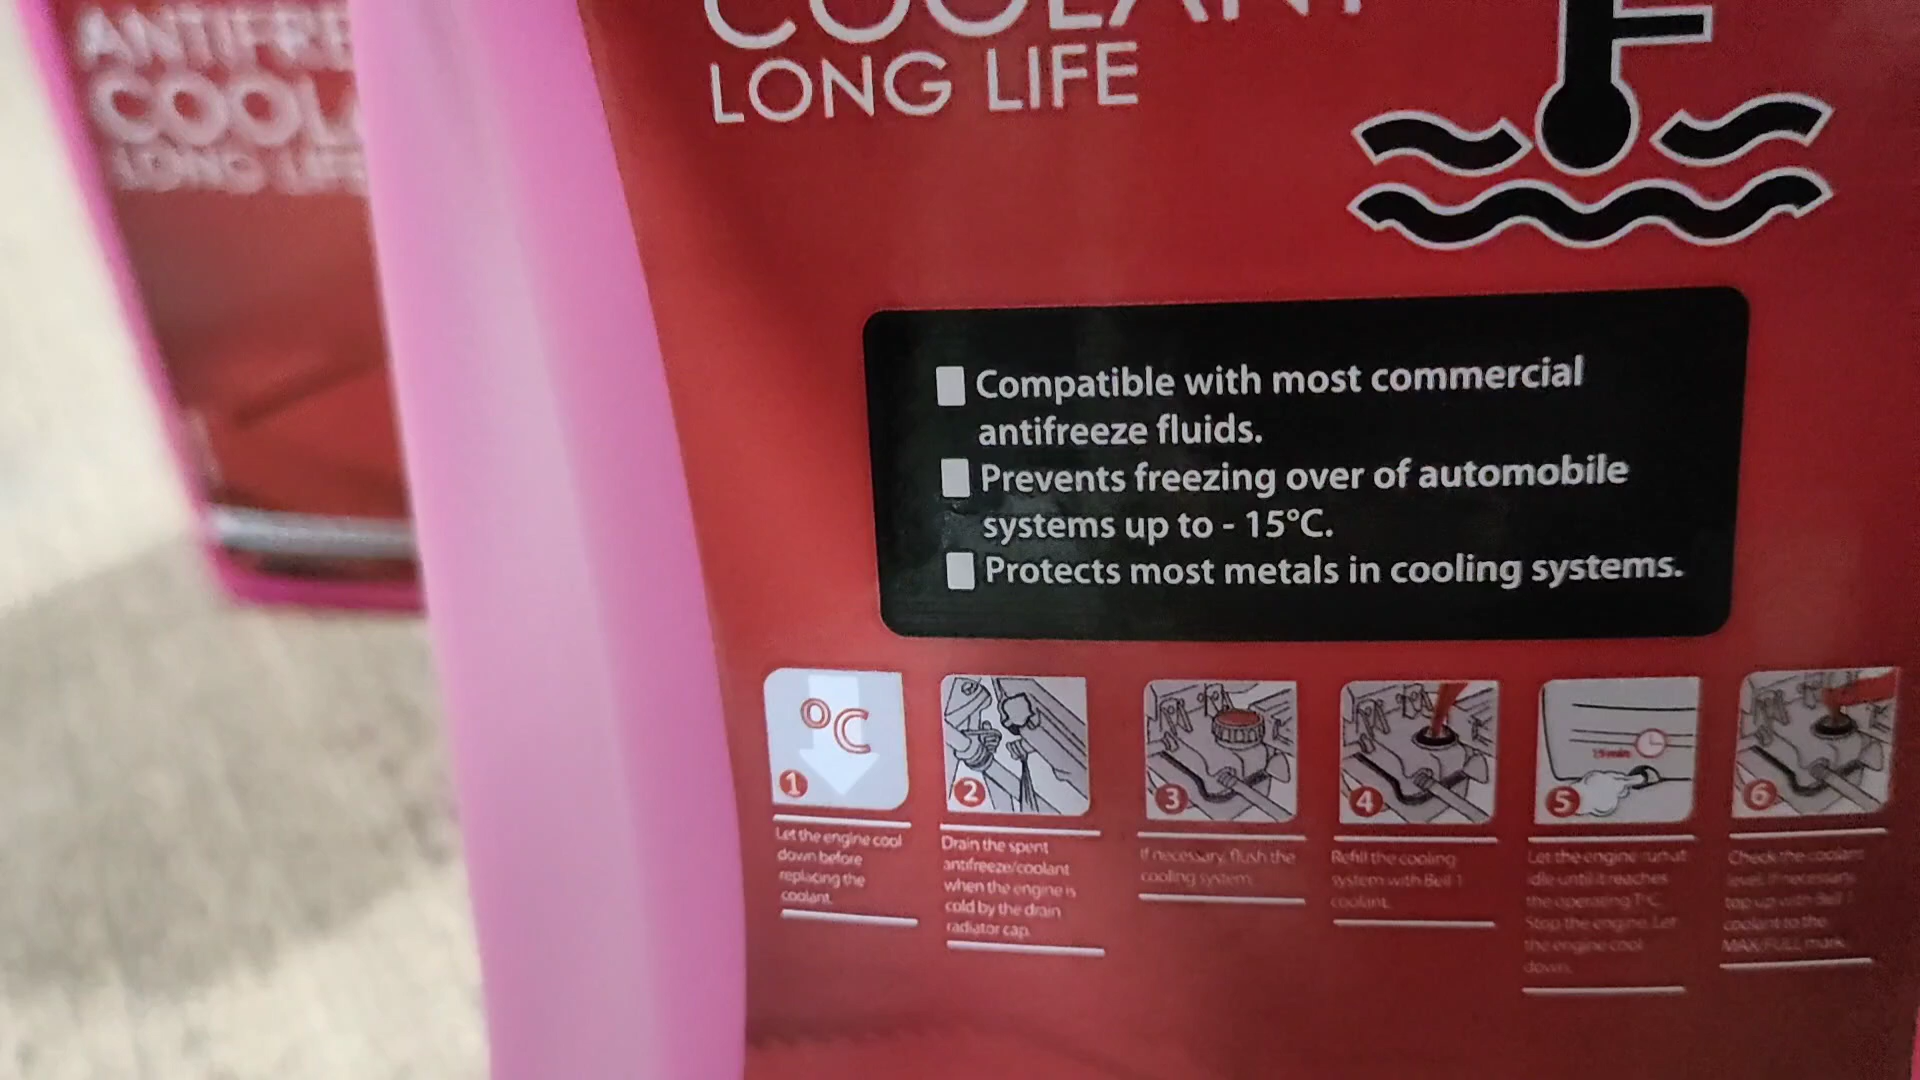 COOLANT
LONG LIFE
Compatible with most commercial
antifreeze fluids.
Prevents freezing over of automobile
systems up to - 15°C.
Protects most metals in cooling systems.
°C
1
Let the engine cool
down before
replacing the
coolant.
2
Drain the spent
antifreeze/coolant
when the engine is
cold by the drain
radiator cap.
3
If necessary, flush the
cooling system.
4
Refill the cooling
system with Bell 1
coolant.
15 min
5
Let the engine run at
idle until it reaches
the operating T°C.
Stop the engine. Let
the engine cool
down.
6
Check the coolant
level. If necessary
top up with Bell 1
coolant to the
MAX/FULL mark.
ANTIFRE
COOLA
LONG LIFE